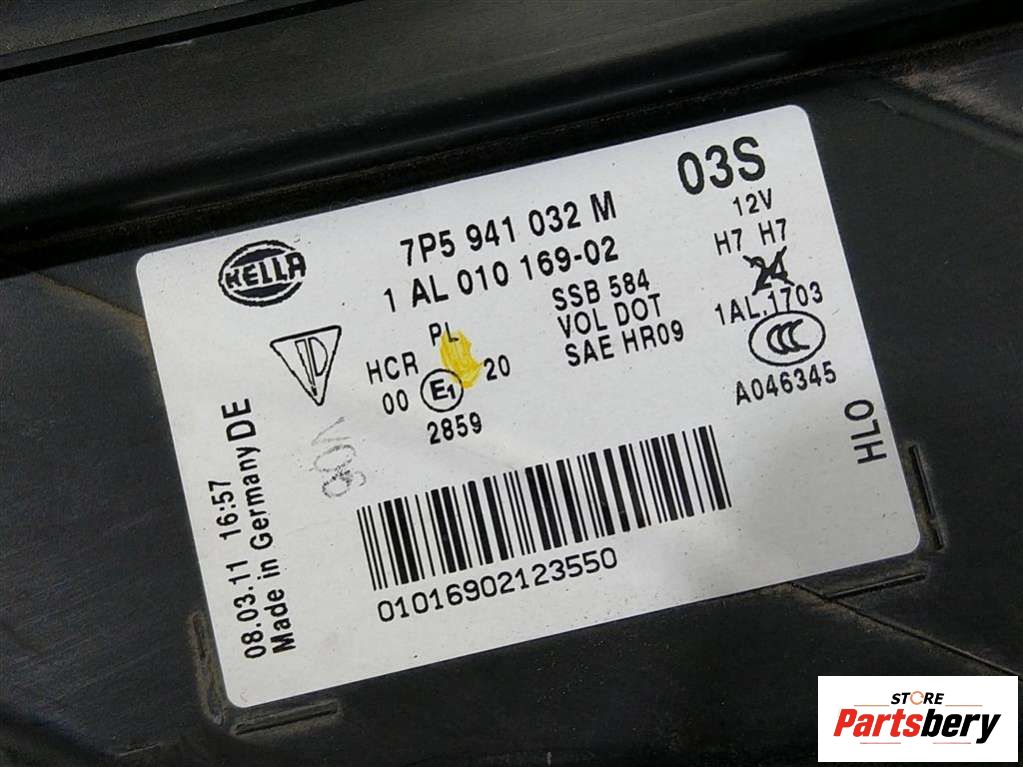 03S
12V
H7 H7
24
1AL.1703
CCC
A046345
HLO
7P5 941 032 M
1 AL 010 169-02
HELLA
SSB 584
VOL DOT
SAE HR09
PL
HCR
00 E1 20
2859
01016902123550
08.03.11 16:57
Made in Germany DE
STORE
Partsbery